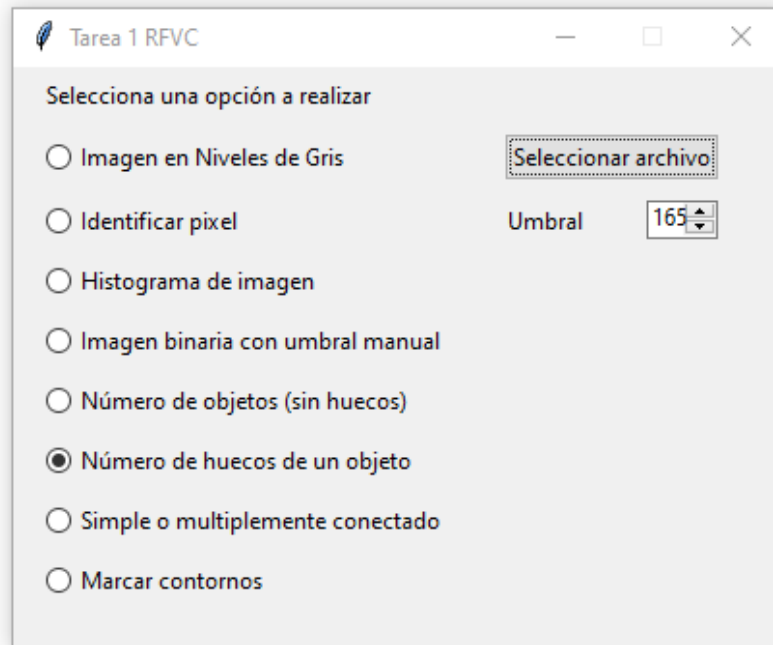 Tarea 1 RFVC
Selecciona una opción a realizar
Imagen en Niveles de Gris
Seleccionar archivo
Identificar pixel
Umbral
165
Histograma de imagen
Imagen binaria con umbral manual
Número de objetos (sin huecos)
Número de huecos de un objeto
Simple o multiplemente conectado
Marcar contornos